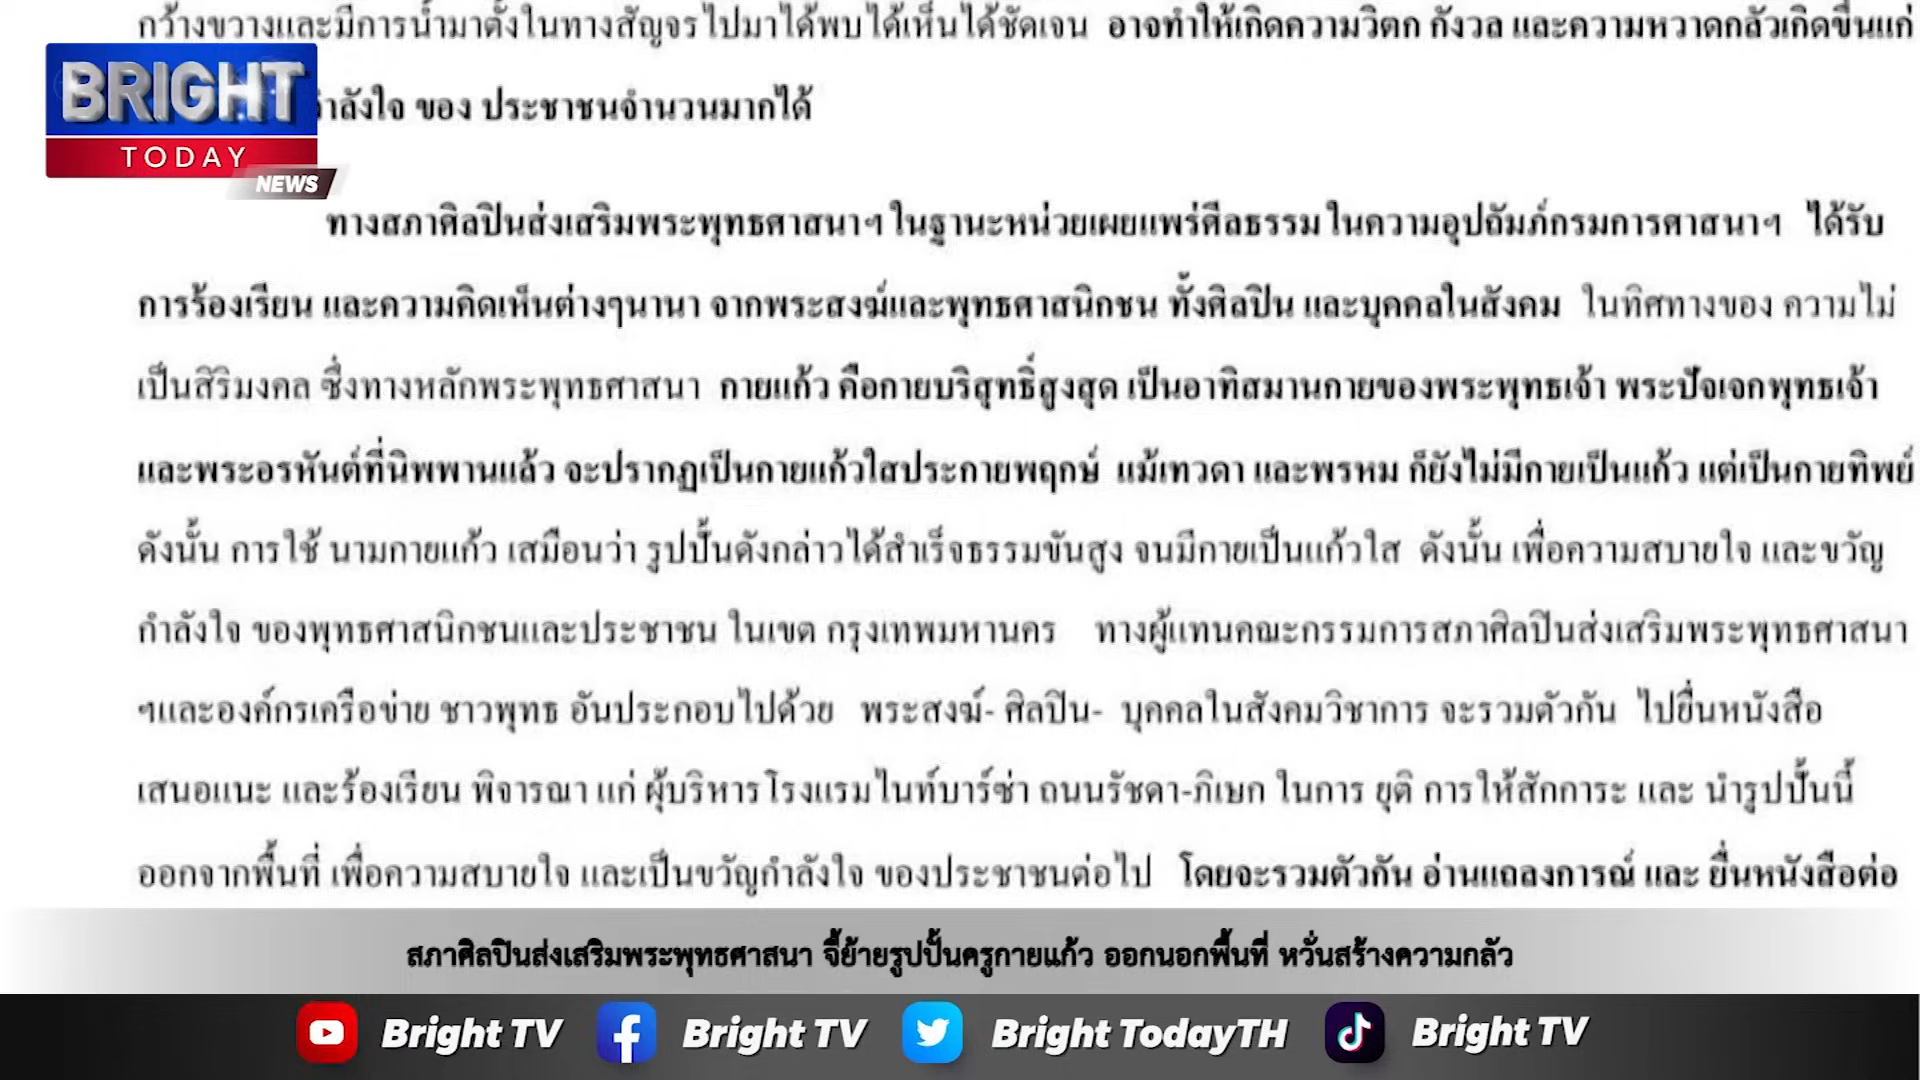 กว้างขวางและมีการน้ำมาตั้งในทางสัญจรไปมาได้พบได้เห็นได้ชัดเจน อาจทำให้เกิดความวิตก กังวล และความหวาดกลัวเกิดขึ้นแก่
BRIGHT
TODAY
NEWS
กำลังใจ ของ ประชาชนจำนวนมากได้
ทางสภาศิลปินส่งเสริมพระพุทธศาสนาฯ ในฐานะหน่วยเผยแพร่ศีลธรรม ในความอุปถัมภ์กรมการศาสนาฯ ได้รับ
การร้องเรียน และความคิดเห็นต่างๆนานา จากพระสงฆ์และพุทธศาสนิกชน ทั้งศิลปิน และบุคคลในสังคม ในทิศทางของ ความไม่
เป็นสิริมงคล ซึ่งทางหลักพระพุทธศาสนา กายแก้ว คือกายบริสุทธิ์สูงสุด เป็นอาทิสมานกายของพระพุทธเจ้า พระปัจเจกพุทธเจ้า
และพระอรหันต์ที่นิพพานแล้ว จะปรากฏเป็นกายแก้วใสประกายพฤกษ์ แม้เทวดา และพรหม ก็ยังไม่มีกายเป็นแก้ว แต่เป็นกายทิพย์
ดังนั้น การใช้ นามกายแก้ว เสมือนว่า รูปปั้นดังกล่าวได้สำเร็จธรรมขั้นสูง จนมีกายเป็นแก้วใส ดังนั้น เพื่อความสบายใจ และขวัญ
กำลังใจ ของพุทธศาสนิกชนและประชาชน ในเขต กรุงเทพมหานคร ทางผู้แทนคณะกรรมการสภาศิลปินส่งเสริมพระพุทธศาสนา
ฯและองค์กรเครือข่าย ชาวพุทธ อันประกอบไปด้วย พระสงฆ์- ศิลปิน- บุคคลในสังคมวิชาการ จะรวมตัวกัน ไปยื่นหนังสือ
เสนอแนะ และร้องเรียน พิจารณา แก่ ผู้บริหารโรงแรมไนท์บาร์ซ่า ถนนรัชดา-ภิเษก ในการ ยุติ การให้สักการะ และ นำรูปปั้นนี้
ออกจากพื้นที่ เพื่อความสบายใจ และเป็นขวัญกำลังใจ ของประชาชนต่อไป โดยจะรวมตัวกัน อ่านแถลงการณ์ และ ยื่นหนังสือต่อ
สภาศิลปินส่งเสริมพระพุทธศาสนา จี้ย้ายรูปปั้นครูกายแก้ว ออกนอกพื้นที่ หวั่นสร้างความกลัว
Bright TV Bright TV Bright TodayTH Bright TV